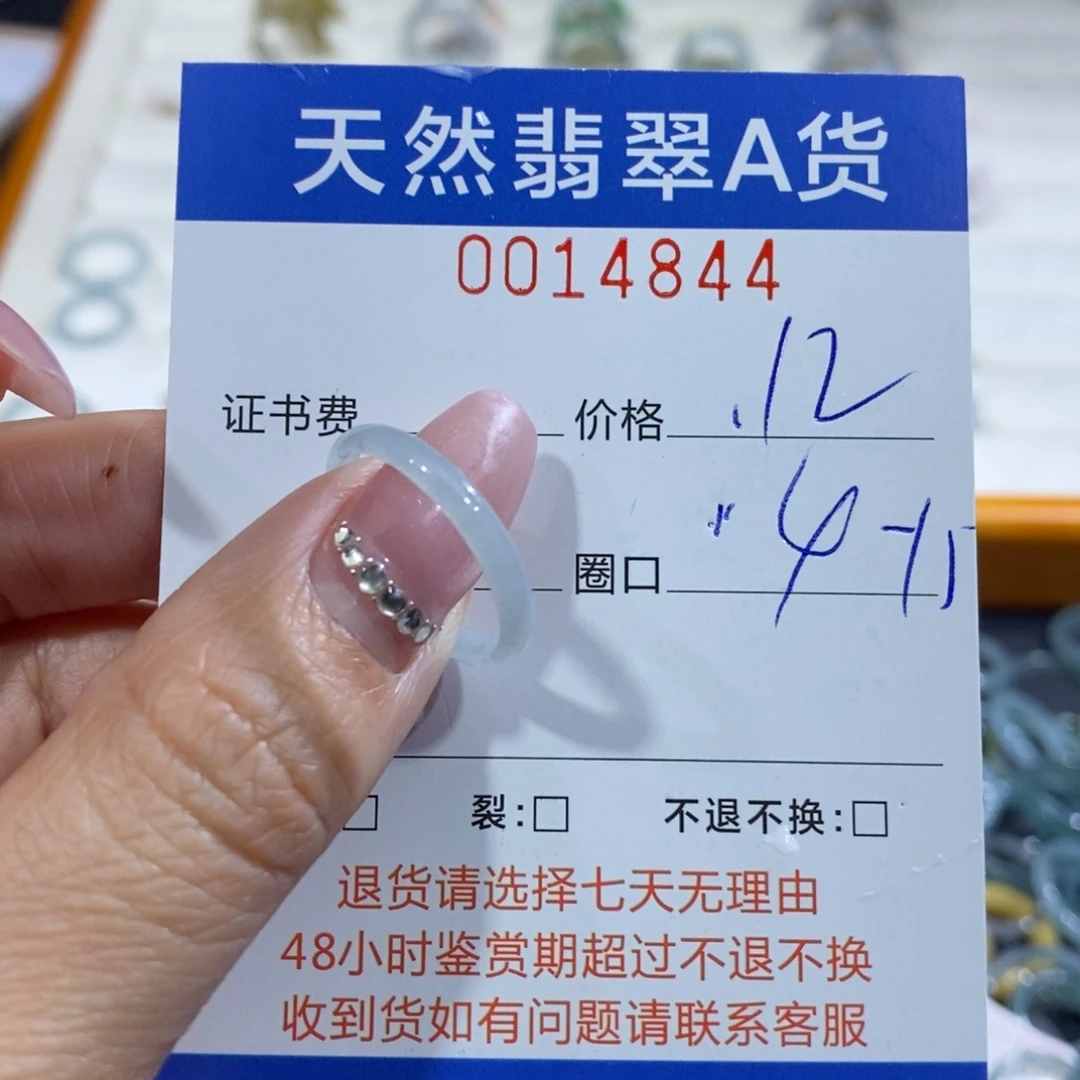 天然翡翠A货
0014844
证书费 价格 .12
圈口
裂:□ 不退不换:□
退货请选择七天无理由
48小时鉴赏期超过不退不换
收到货如有问题请联系客服